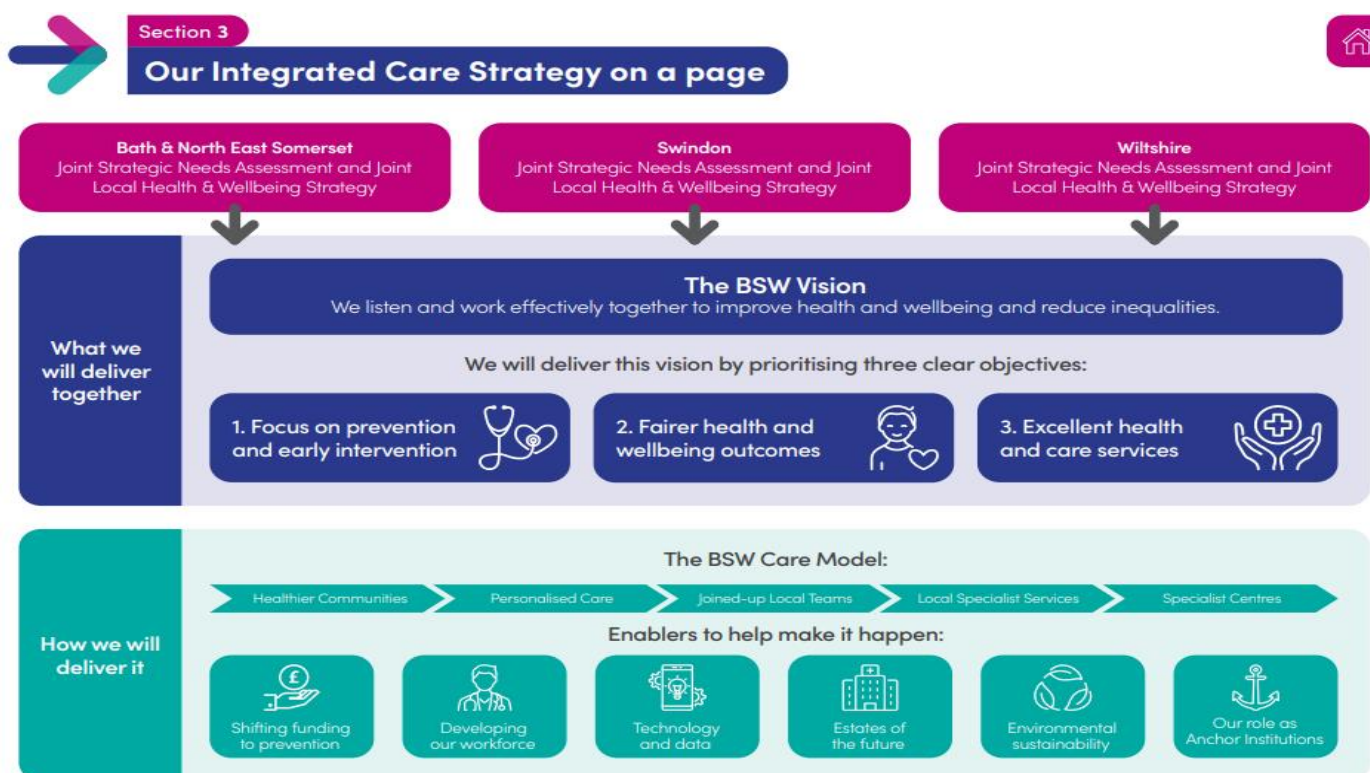 Section 3
Our Integrated Care Strategy on a page
Bath & North East Somerset
Joint Strategic Needs Assessment and Joint
Local Health & Wellbeing Strategy
Swindon
Joint Strategic Needs Assessment and Joint
Local Health & Wellbeing Strategy
Wiltshire
Joint Strategic Needs Assessment and Joint
Local Health & Wellbeing Strategy
What we
will deliver
together
The BSW Vision
We listen and work effectively together to improve health and wellbeing and reduce inequalities.
We will deliver this vision by prioritising three clear objectives:
1. Focus on prevention
and early intervention
2. Fairer health and
wellbeing outcomes
3. Excellent health
and care services
How we will
deliver it
The BSW Care Model:
Healthier Communities
Personalised Care
Joined-up Local Teams
Local Specialist Services
Specialist Centres
Enablers to help make it happen:
£
Shifting funding
to prevention
Developing
our workforce
Technology
and data
Estates of
the future
Environmental
sustainability
Our role as
Anchor Institutions